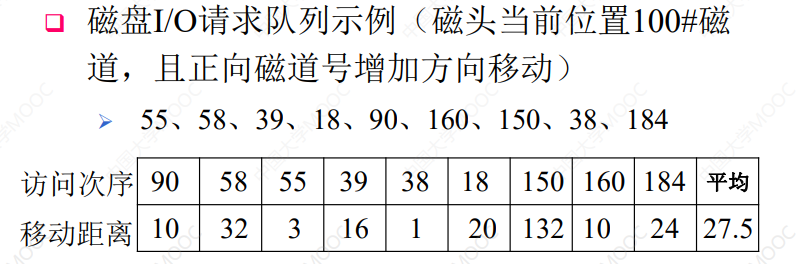 磁盘I/O请求队列示例（磁头当前位置100#磁
道，且正向磁道号增加方向移动）
55、58、39、18、90、160、150、38、184
访问次序 90 58 55 39 38 18 150 160 184 平均
移动距离 10 32 3 16 1 20 132 10 24 27.5